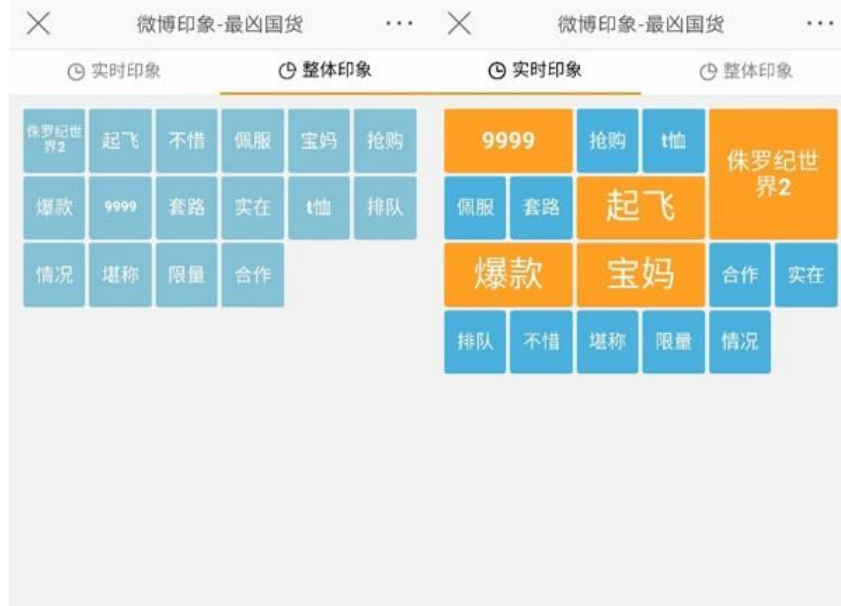 微博印象-最凶国货
实时印象
整体印象
侏罗纪世
界2
起飞
不惜
佩服
宝妈
抢购
爆款
9999
套路
实在
t恤
排队
情况
堪称
限量
合作
微博印象-最凶国货
实时印象
整体印象
9999
抢购
t恤
侏罗纪世
界2
佩服
套路
起飞
爆款
宝妈
合作
实在
排队
不惜
堪称
限量
情况